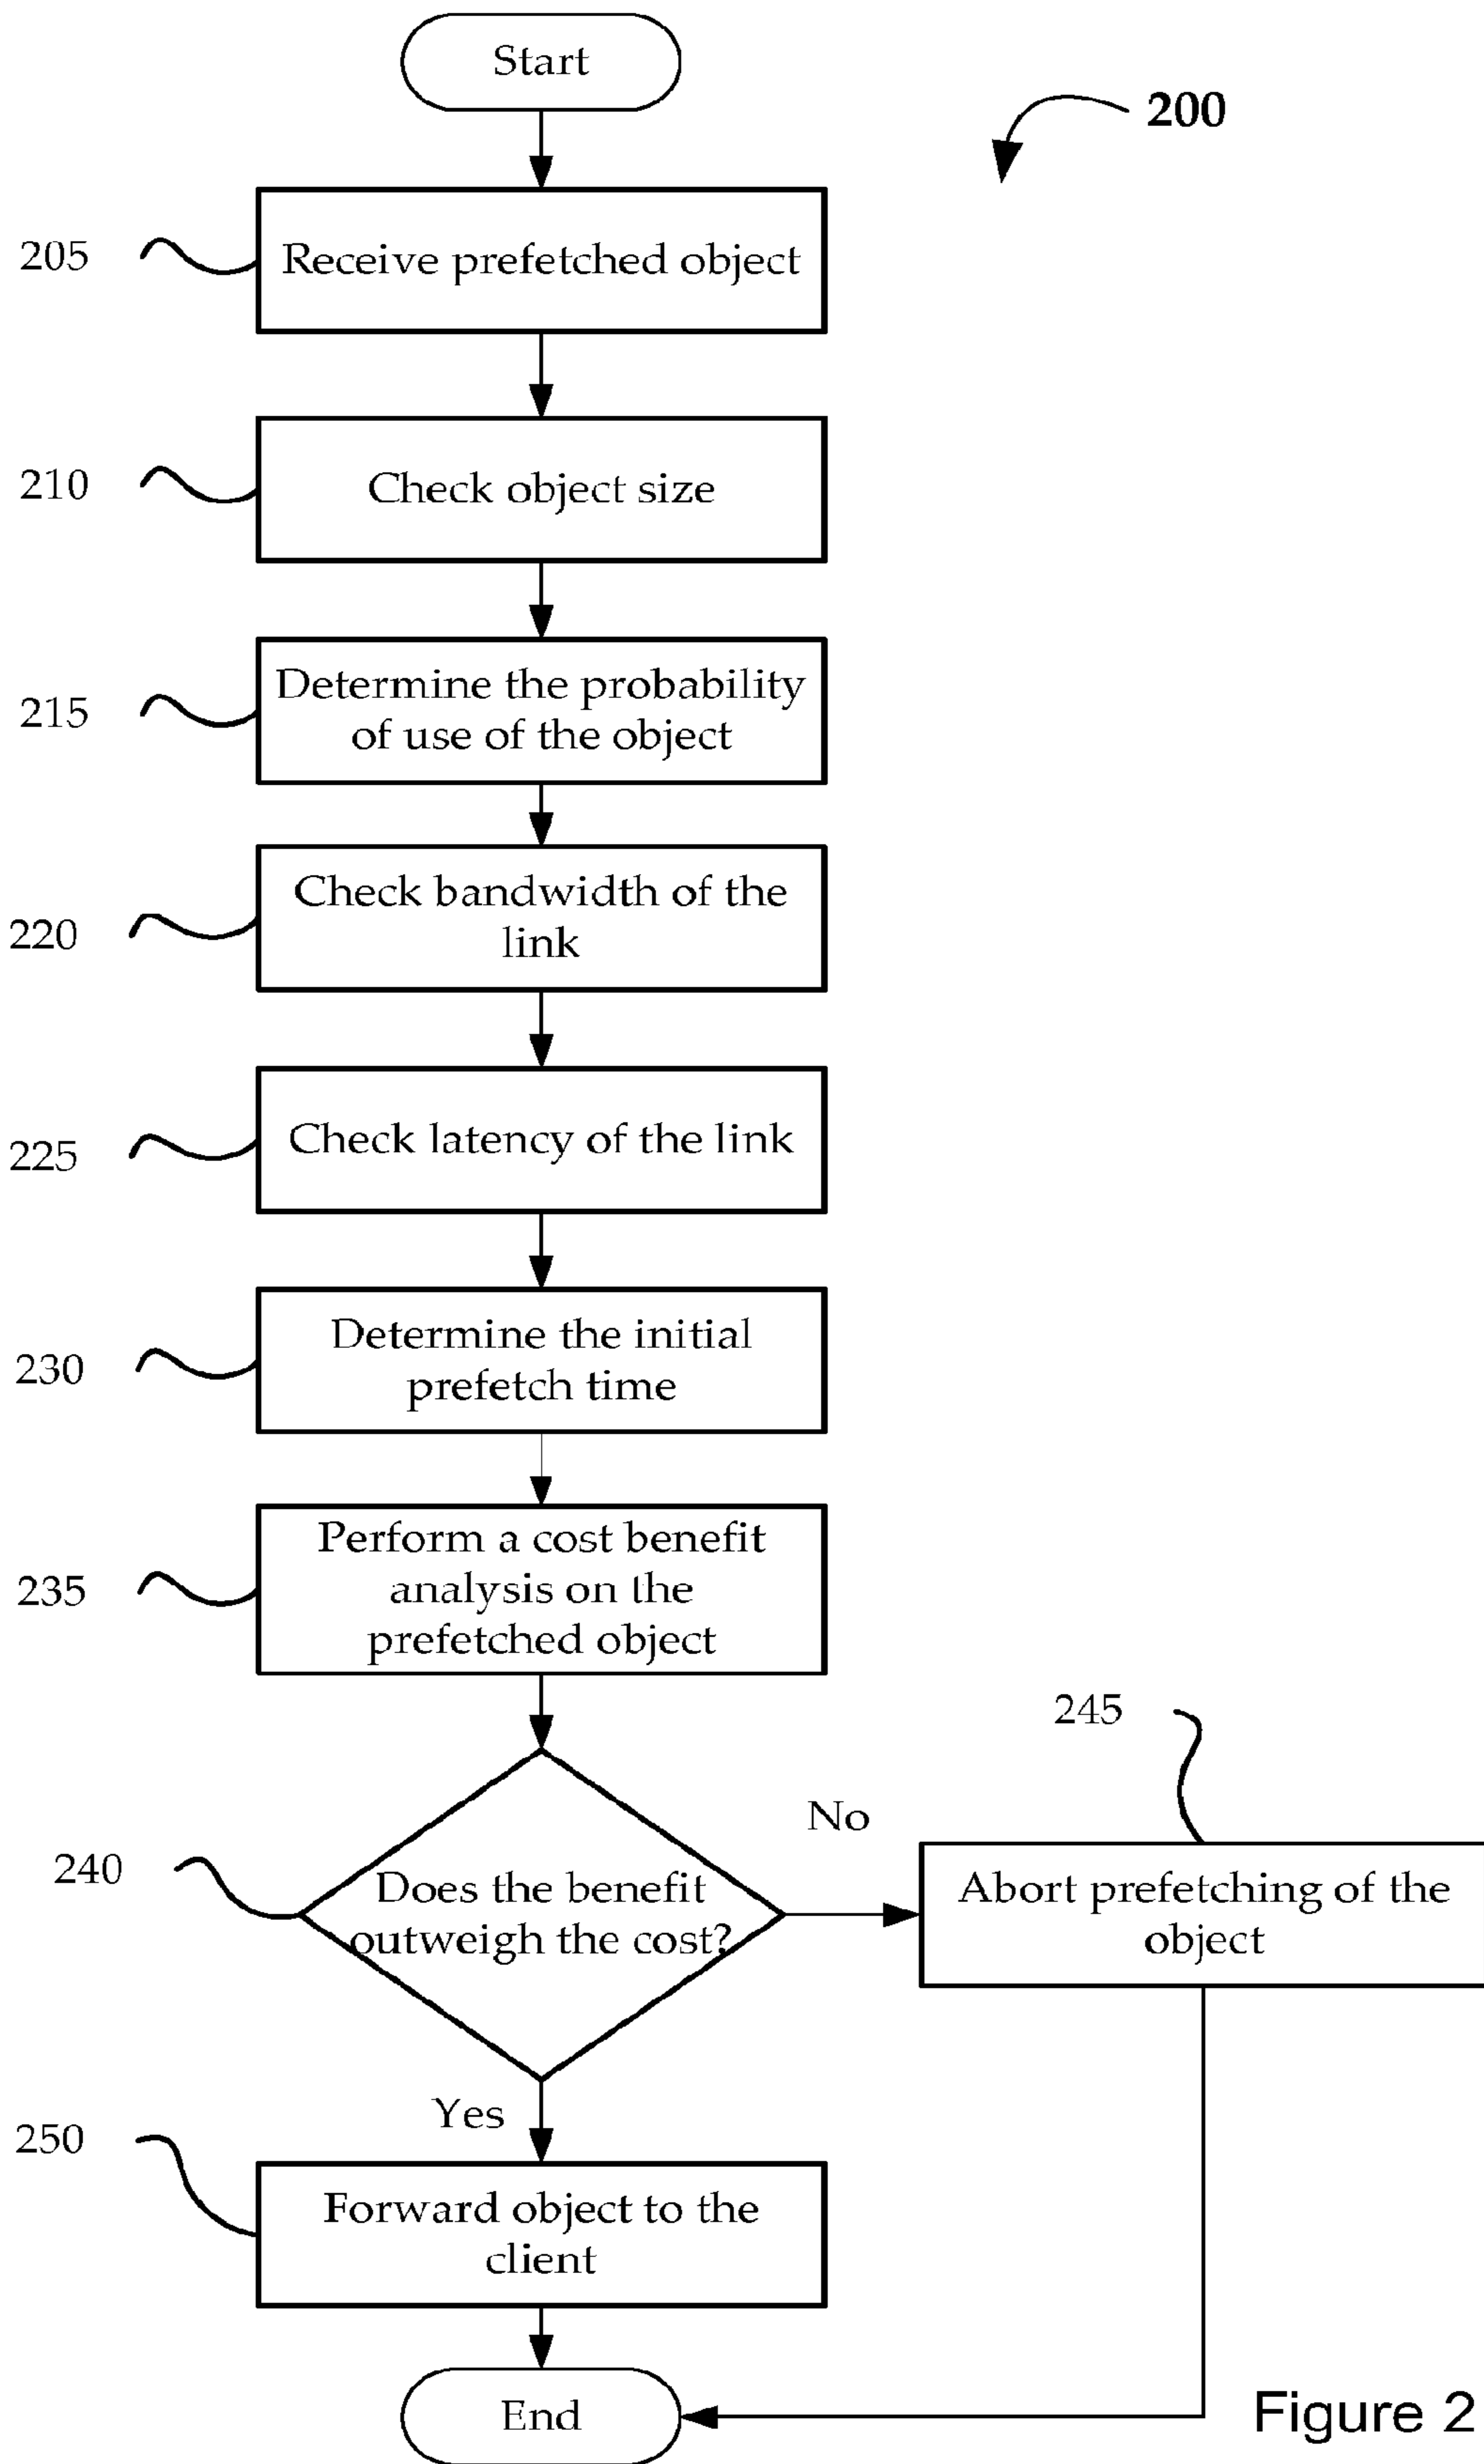 Start
200
205
Receive prefetched object
210
Check object size
215
Determine the probability
of use of the object
220
Check bandwidth of the
link
225
Check latency of the link
230
Determine the initial
prefetch time
235
Perform a cost benefit
analysis on the
prefetched object
240
Does the benefit
outweigh the cost?
No
245
Abort prefetching of the
object
Yes
250
Forward object to the
client
End
Figure 2